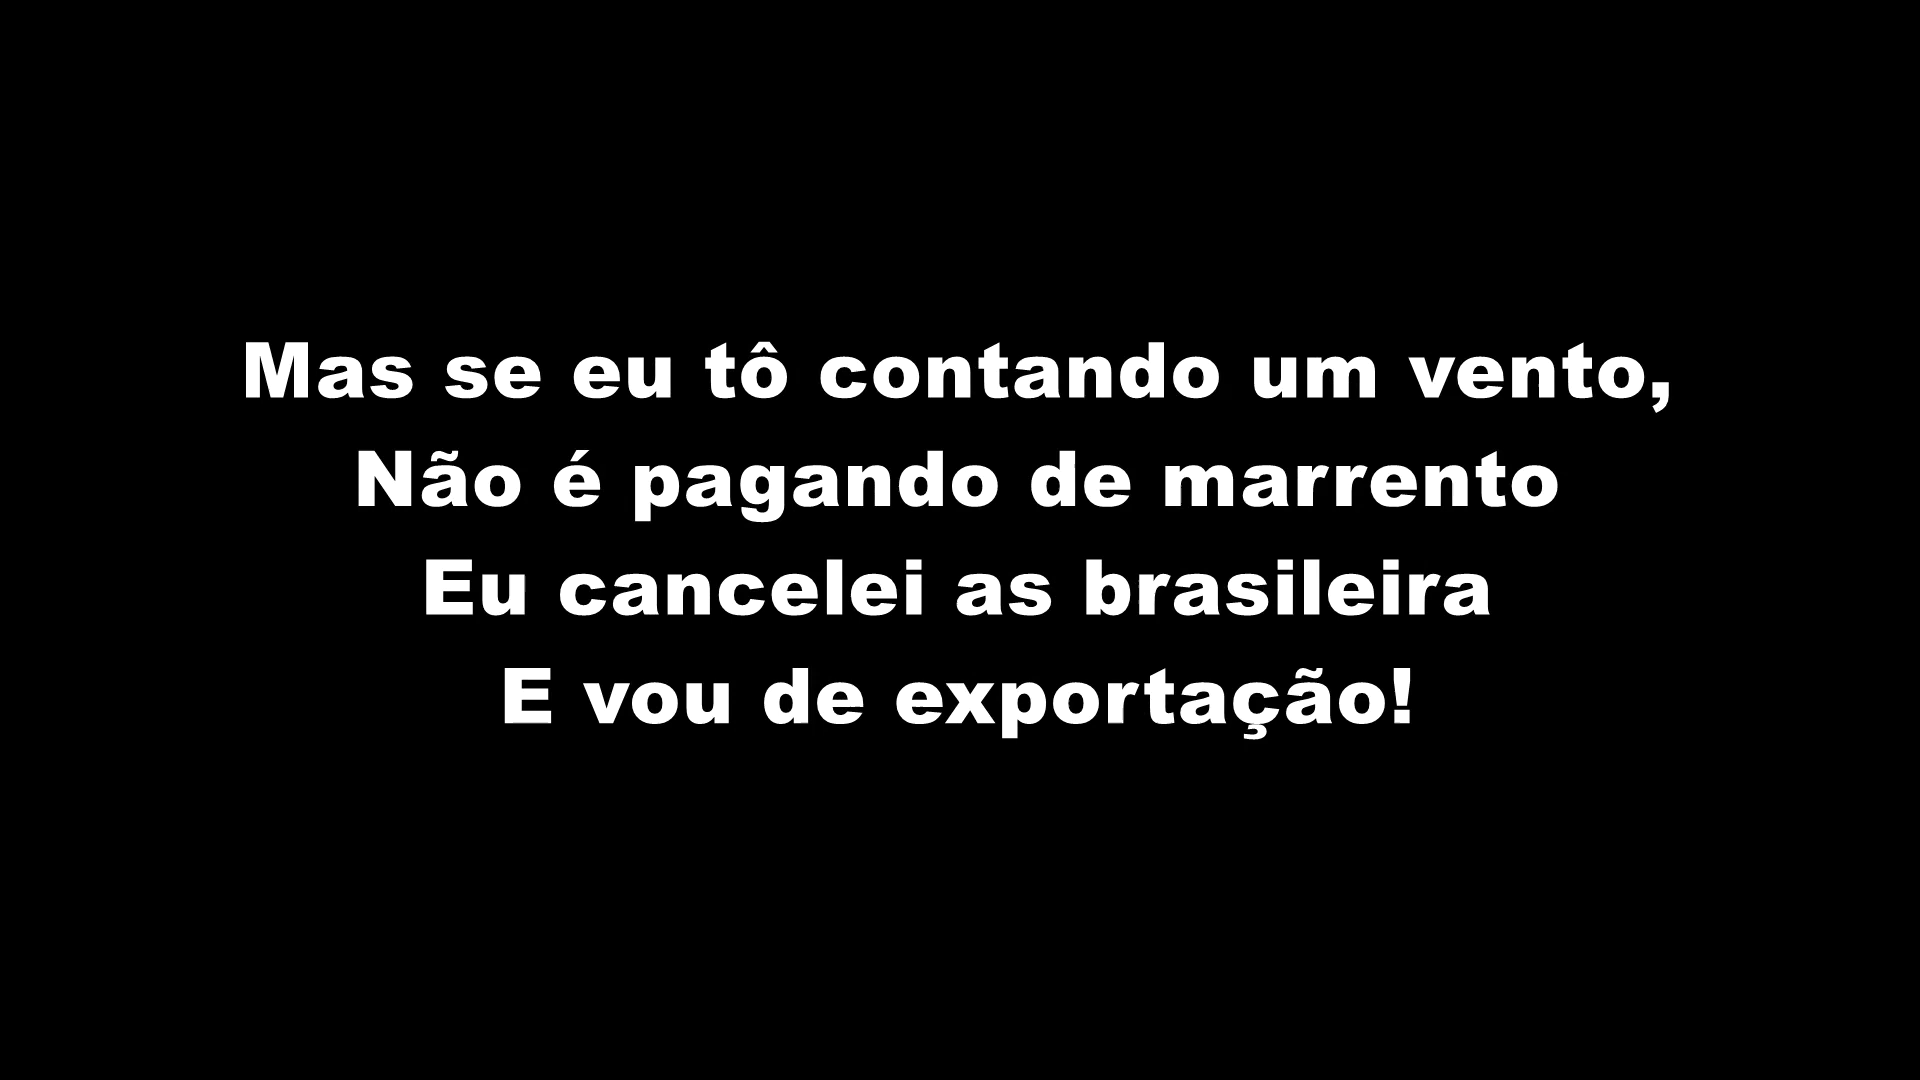 Mas se eu tô contando um vento,
Não é pagando de marrento
Eu cancelei as brasileira
E vou de exportação!